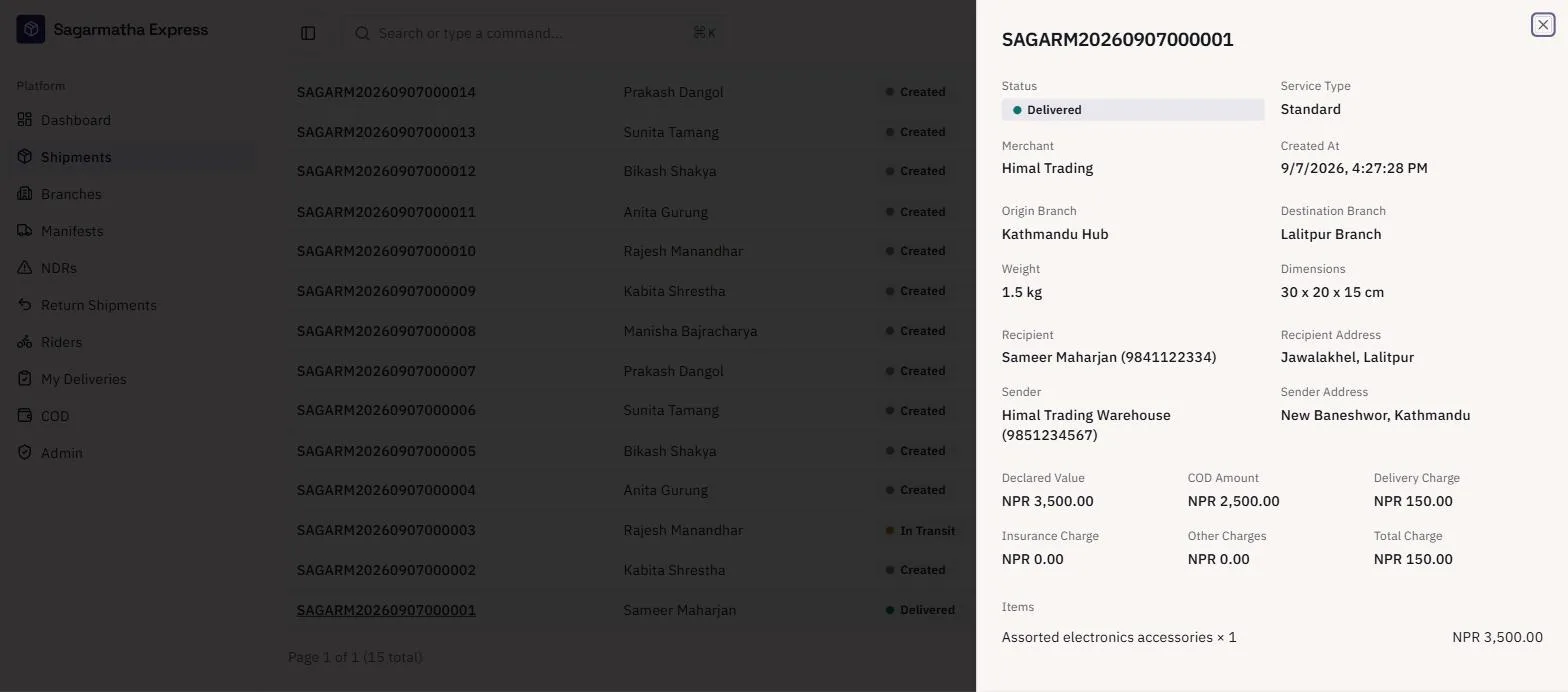 Sagarmatha Express
Search or type a command...
⌘K
Platform
Dashboard
Shipments
Branches
Manifests
NDRs
Return Shipments
Riders
My Deliveries
COD
Admin
SAGARM20260907000014 Prakash Dangol Created
SAGARM20260907000013 Sunita Tamang Created
SAGARM20260907000012 Bikash Shakya Created
SAGARM20260907000011 Anita Gurung Created
SAGARM20260907000010 Rajesh Manandhar Created
SAGARM20260907000009 Kabita Shrestha Created
SAGARM20260907000008 Manisha Bajracharya Created
SAGARM20260907000007 Prakash Dangol Created
SAGARM20260907000006 Sunita Tamang Created
SAGARM20260907000005 Bikash Shakya Created
SAGARM20260907000004 Anita Gurung Created
SAGARM20260907000003 Rajesh Manandhar In Transit
SAGARM20260907000002 Kabita Shrestha Created
SAGARM20260907000001 Sameer Maharjan Delivered
Page 1 of 1 (15 total)
SAGARM20260907000001
Status Service Type
Delivered Standard
Merchant Created At
Himal Trading 9/7/2026, 4:27:28 PM
Origin Branch Destination Branch
Kathmandu Hub Lalitpur Branch
Weight Dimensions
1.5 kg 30 x 20 x 15 cm
Recipient Recipient Address
Sameer Maharjan (9841122334) Jawalakhel, Lalitpur
Sender Sender Address
Himal Trading Warehouse New Baneshwor, Kathmandu
(9851234567)
Declared Value COD Amount Delivery Charge
NPR 3,500.00 NPR 2,500.00 NPR 150.00
Insurance Charge Other Charges Total Charge
NPR 0.00 NPR 0.00 NPR 150.00
Items
Assorted electronics accessories × 1 NPR 3,500.00